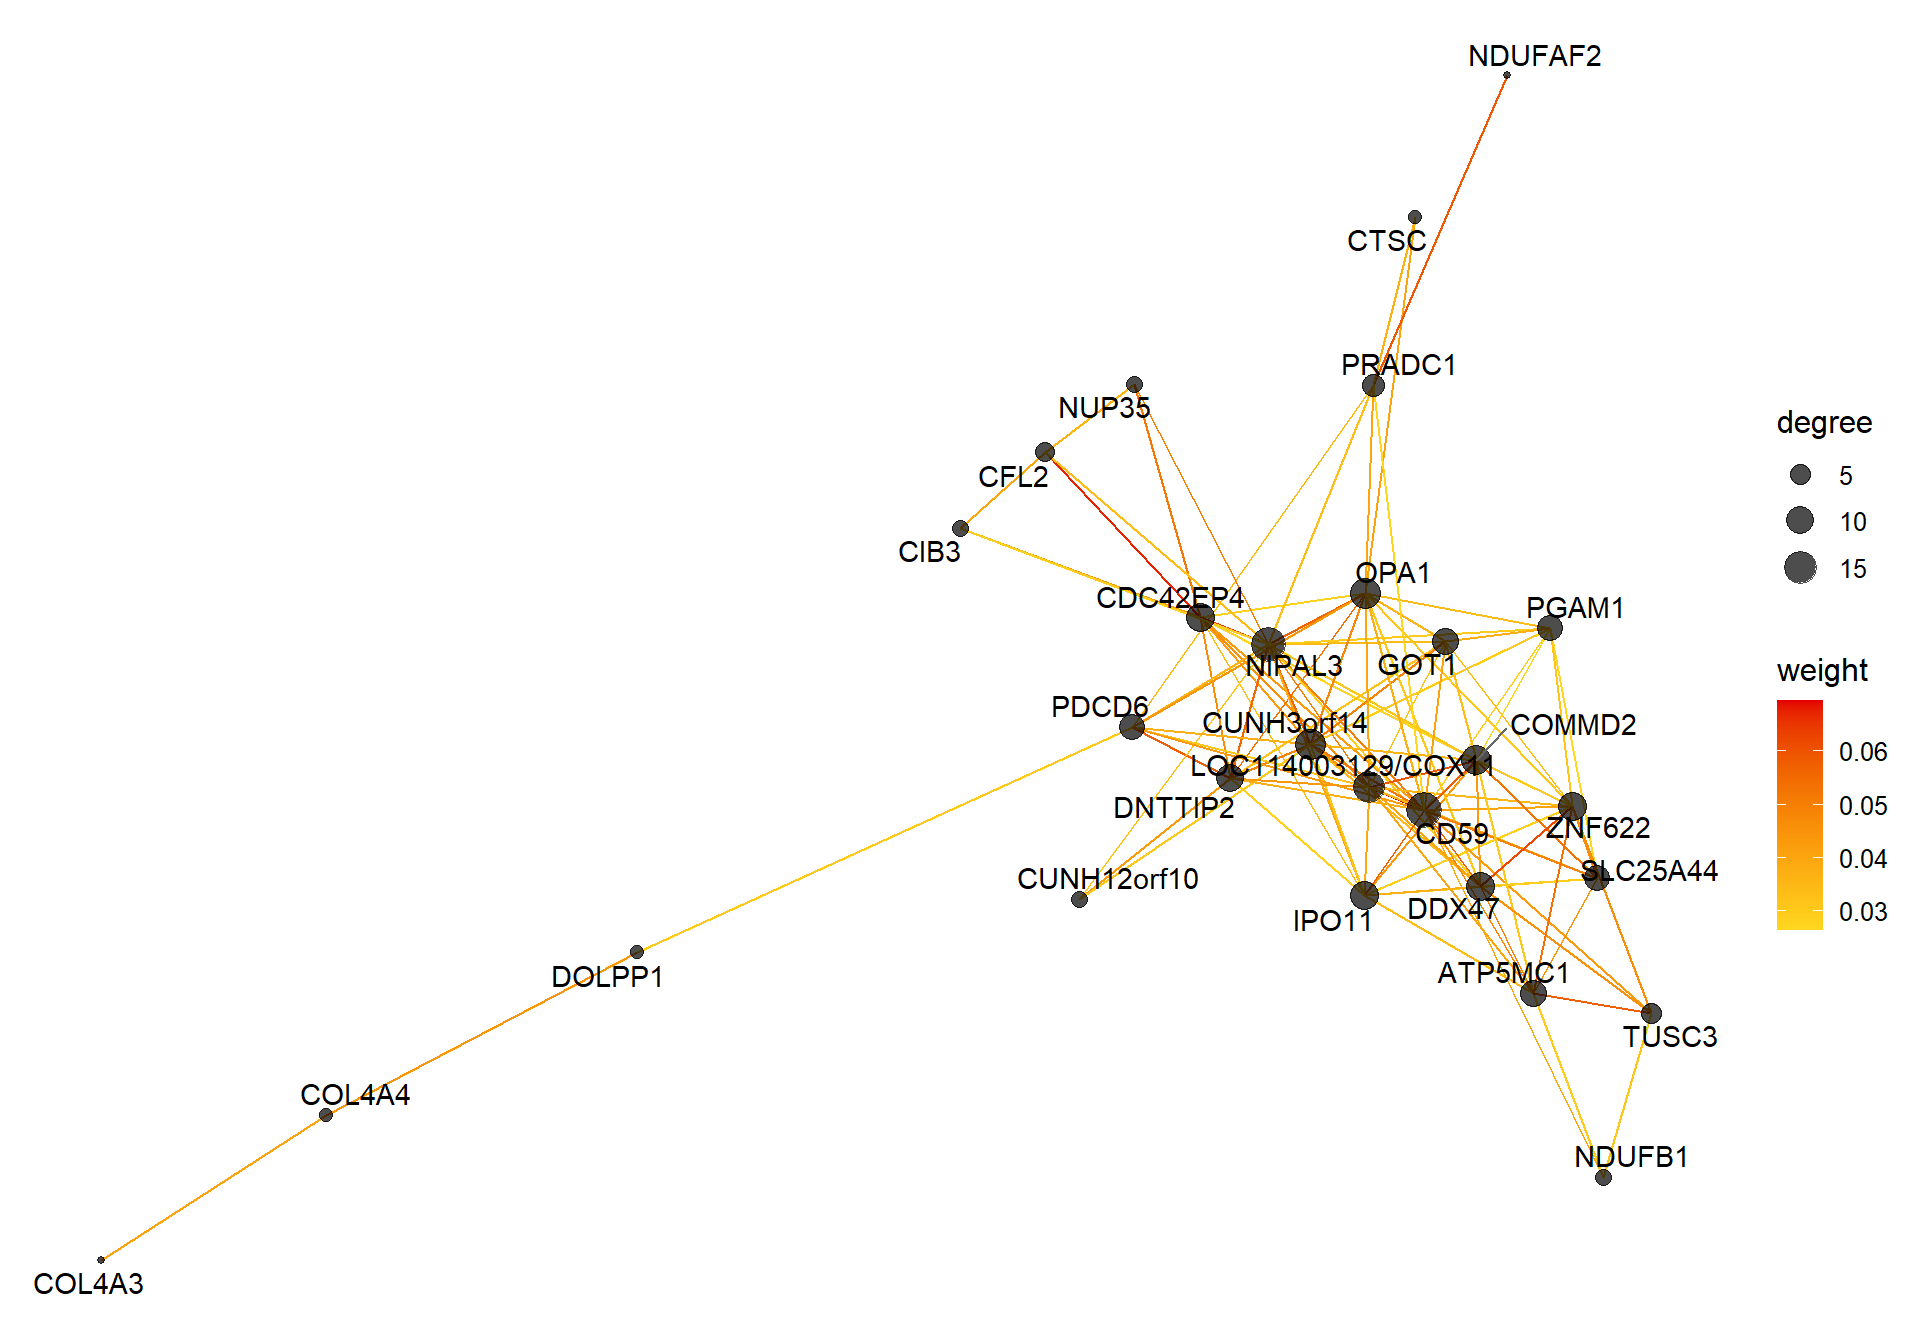 NDUFAF2
CTSC
PRADC1
NUP35
CFL2
CIB3
OPA1
CDC42EP4
PGAM1
NIPAL3
GOT1
PDCD6
CUNH3orf14
COMMD2
LOC114003129/COX11
DNTTIP2
CD59
ZNF622
SLC25A44
CUNH12orf10
IPO11
DDX47
DOLPP1
ATP5MC1
TUSC3
COL4A4
NDUFB1
COL4A3
degree
5
10
15
weight
0.06
0.05
0.04
0.03